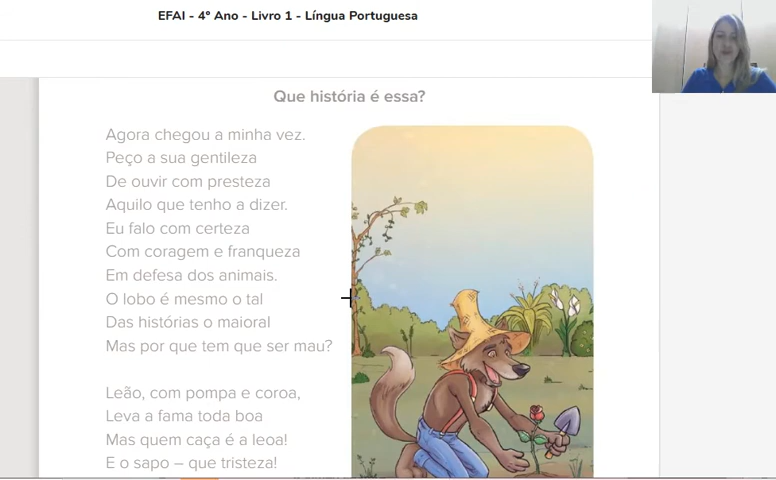 EFAI - 4º Ano - Livro 1 - Língua Portuguesa
Que história é essa?
Agora chegou a minha vez.
Peço a sua gentileza
De ouvir com presteza
Aquilo que tenho a dizer.
Eu falo com certeza
Com coragem e franqueza
Em defesa dos animais.
O lobo é mesmo o tal
Das histórias o maioral
Mas por que tem que ser mau?
Leão, com pompa e coroa,
Leva a fama toda boa
Mas quem caça é a leoa!
E o sapo – que tristeza!